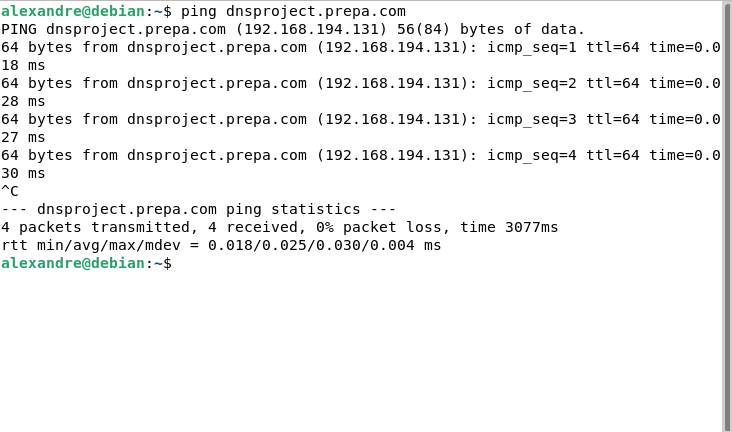 alexandre@debian:~$ ping dnsproject.prepa.com
PING dnsproject.prepa.com (192.168.194.131) 56(84) bytes of data.
64 bytes from dnsproject.prepa.com (192.168.194.131): icmp_seq=1 ttl=64 time=0.0
18 ms
64 bytes from dnsproject.prepa.com (192.168.194.131): icmp_seq=2 ttl=64 time=0.0
28 ms
64 bytes from dnsproject.prepa.com (192.168.194.131): icmp_seq=3 ttl=64 time=0.0
27 ms
64 bytes from dnsproject.prepa.com (192.168.194.131): icmp_seq=4 ttl=64 time=0.0
30 ms
^C
--- dnsproject.prepa.com ping statistics ---
4 packets transmitted, 4 received, 0% packet loss, time 3077ms
rtt min/avg/max/mdev = 0.018/0.025/0.030/0.004 ms
alexandre@debian:~$